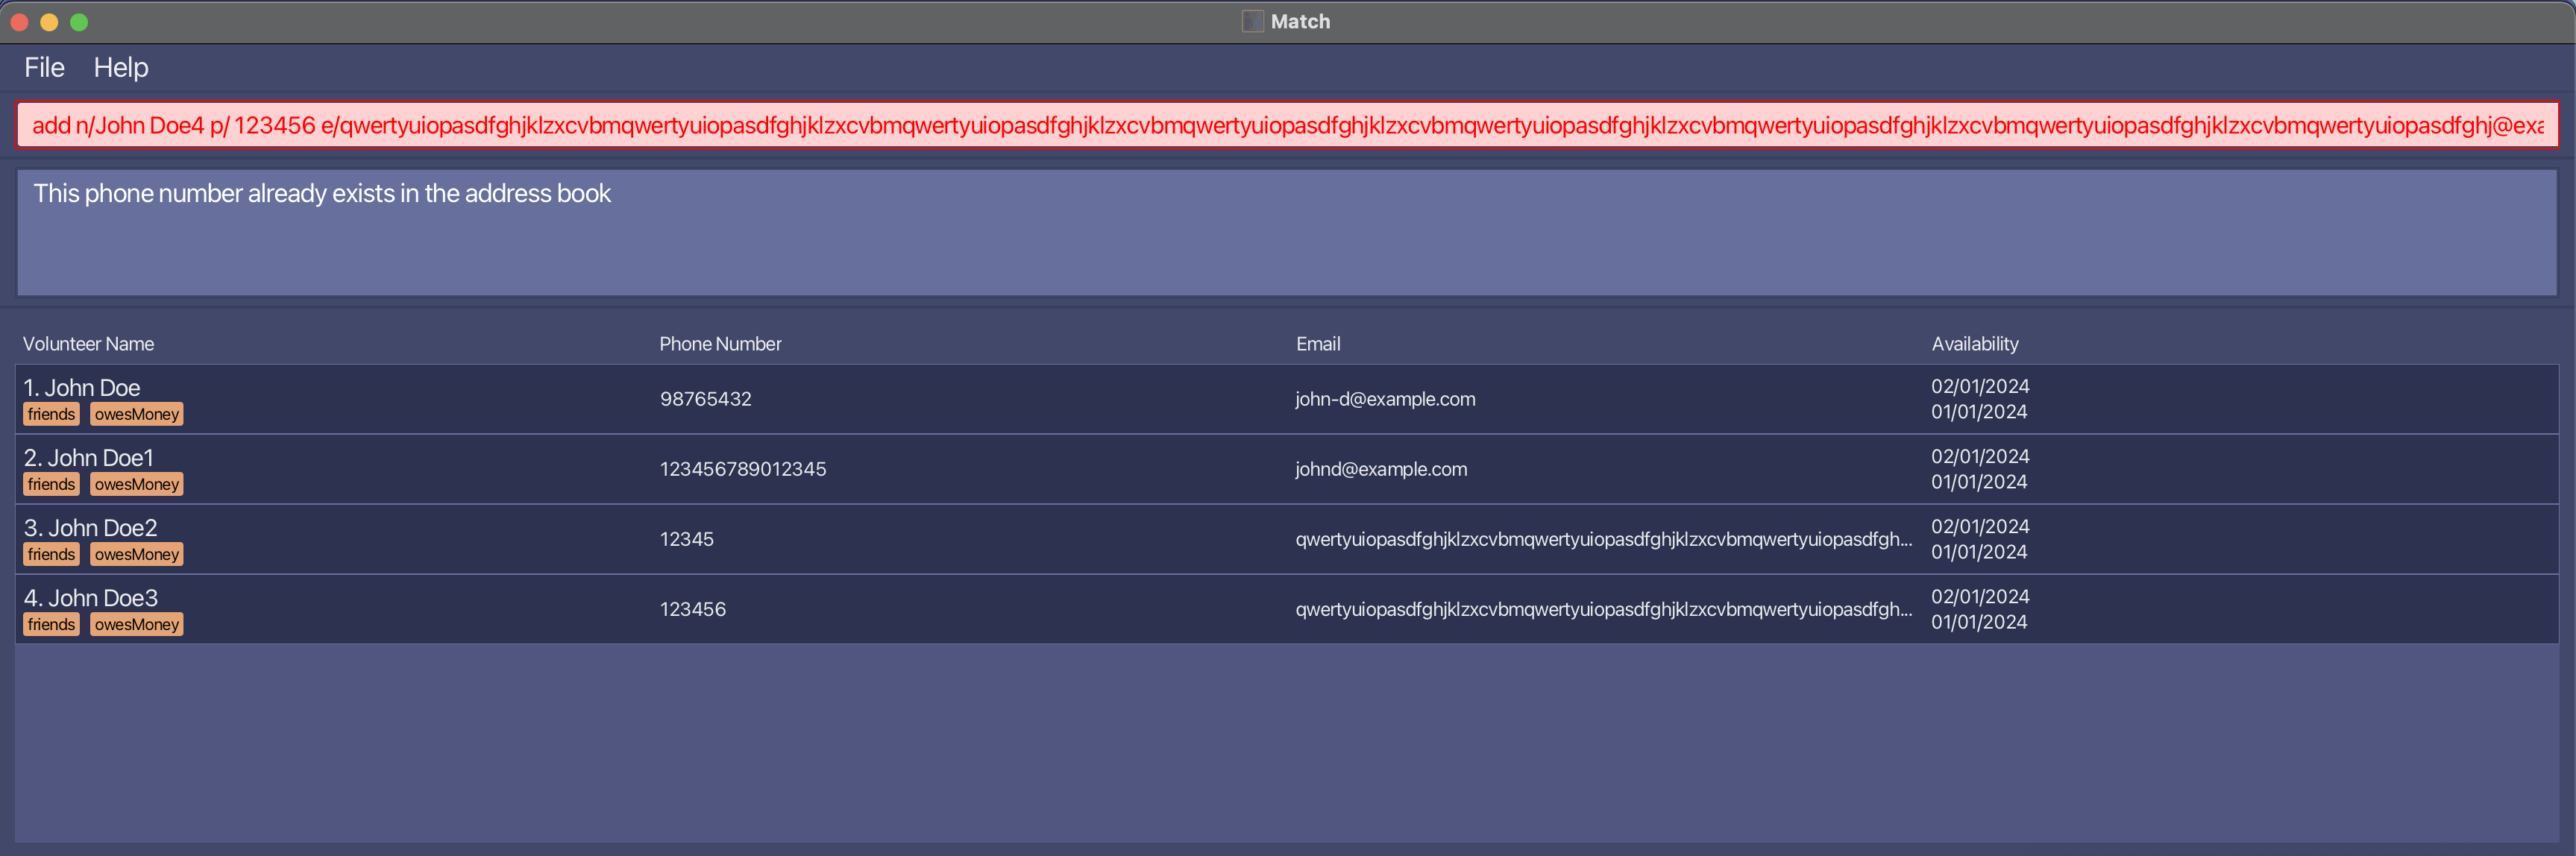 Match
File Help
add n/John Doe4 p/ 123456 e/qwertyuiopasdfghjklzxcvbmqwertyuiopasdfghjklzxcvbmqwertyuiopasdfghjklzxcvbmqwertyuiopasdfghjklzxcvbmqwertyuiopasdfghjklzxcvbmqwertyuiopasdfghjklzxcvbmqwertyuiopasdfghjklzxcvbmqwertyuiopasdfghj@exa
This phone number already exists in the address book
Volunteer Name Phone Number Email Availability
1. John Doe
friends owesMoney
98765432
john-d@example.com
02/01/2024
01/01/2024
2. John Doe1
friends owesMoney
123456789012345
johnd@example.com
02/01/2024
01/01/2024
3. John Doe2
friends owesMoney
12345
qwertyuiopasdfghjklzxcvbmqwertyuiopasdfghjklzxcvbmqwertyuiopasdfgh...
02/01/2024
01/01/2024
4. John Doe3
friends owesMoney
123456
qwertyuiopasdfghjklzxcvbmqwertyuiopasdfghjklzxcvbmqwertyuiopasdfgh...
02/01/2024
01/01/2024